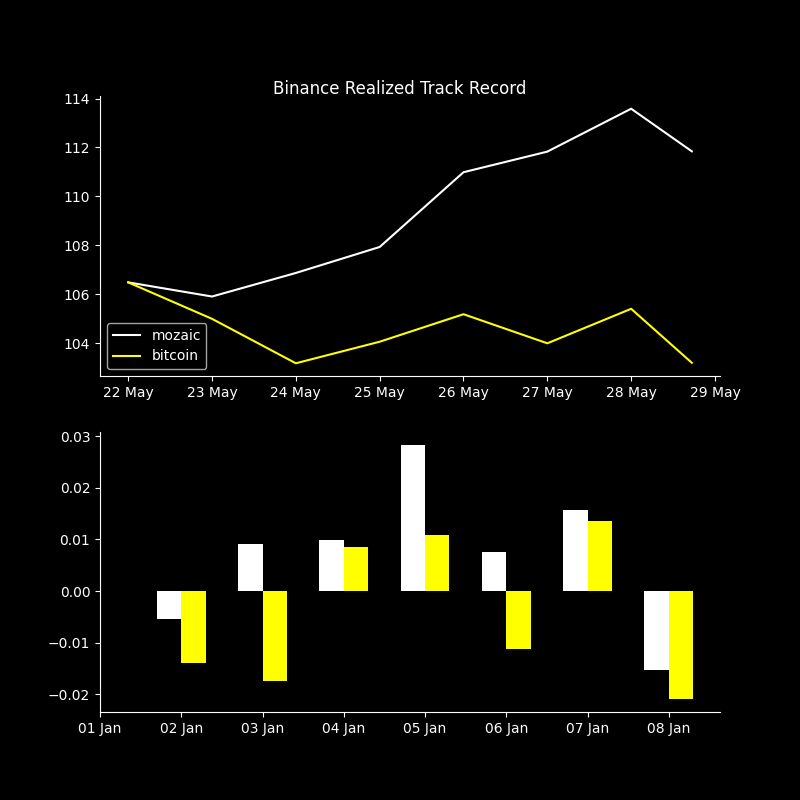 Binance Realized Track Record
114
112
110
108
106
104
mozaic
bitcoin
22 May 23 May 24 May 25 May 26 May 27 May 28 May 29 May
0.03
0.02
0.01
0.00
−0.01
−0.02
01 Jan 02 Jan 03 Jan 04 Jan 05 Jan 06 Jan 07 Jan 08 Jan